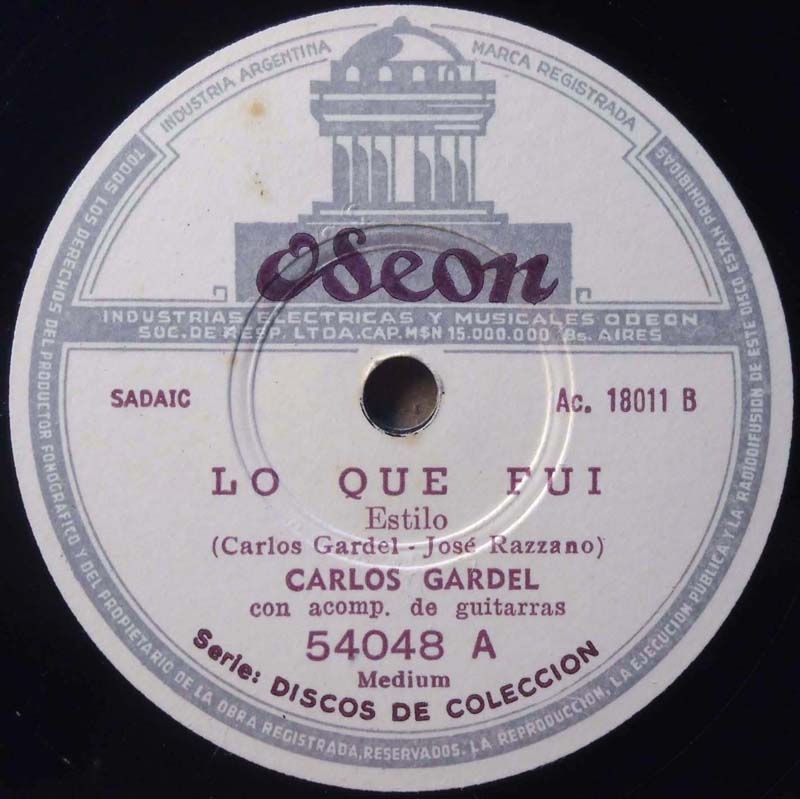 INDUSTRIA ARGENTINA
MARCA REGISTRADA
Odeon
INDUSTRIAS ELECTRICAS Y MUSICALES ODEON
SOC. DE RESP. LTDA. CAP. M$N 15.000.000 Bs. AIRES
SADAIC
Ac. 18011 B
LO QUE FUI
Estilo
(Carlos Gardel - José Razzano)
CARLOS GARDEL
con acomp. de guitarras
54048 A
Medium
Serie: DISCOS DE COLECCION
TODOS LOS DERECHOS DEL PRODUCTOR FONOGRAFICO Y DEL PROPIETARIO DE LA OBRA REGISTRADA, RESERVADOS. LA REPRODUCCION, LA EJECUCION PUBLICA Y LA RADIODIFUSION DE ESTE DISCO ESTAN PROHIBIDAS